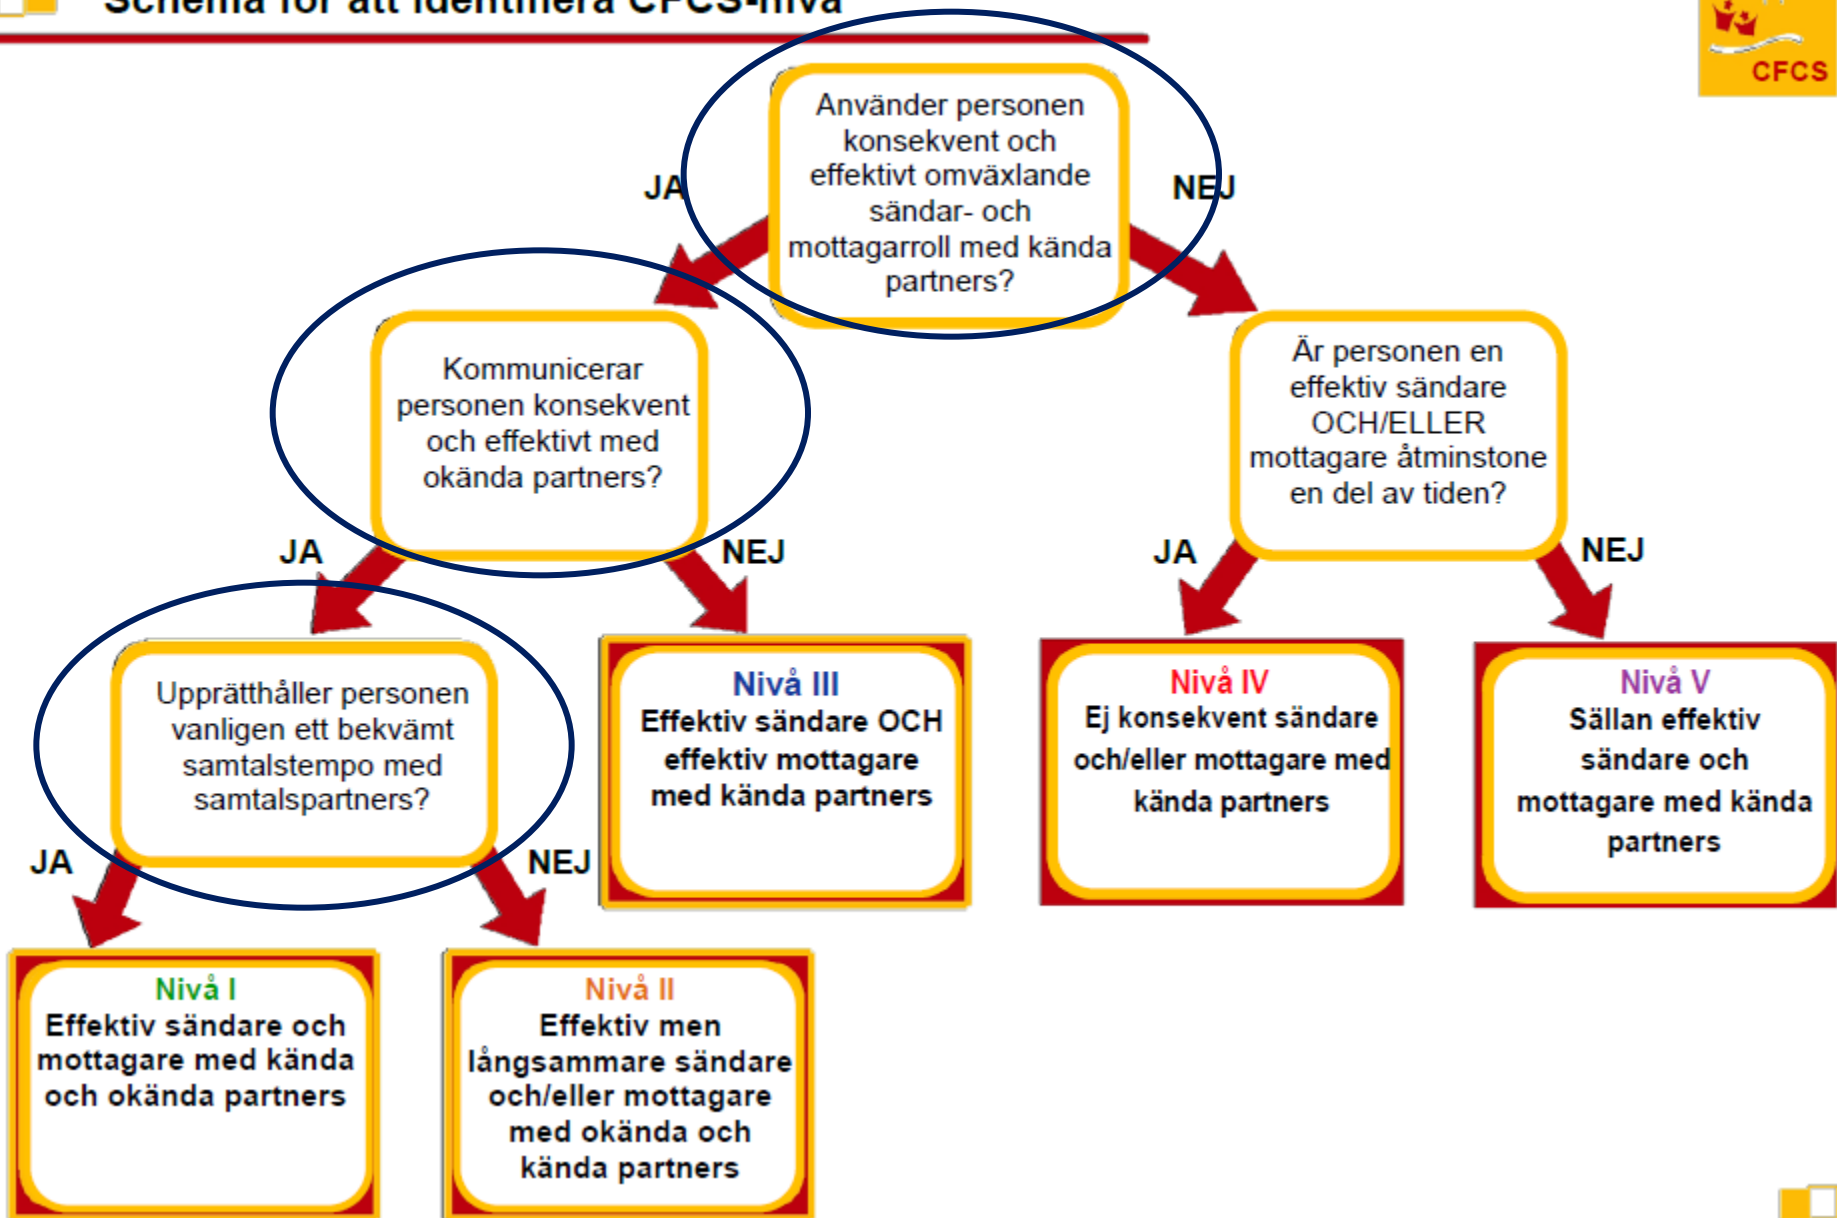 Schema för att identifiera CFCS-nivå
CFCS
Använder personen
konsekvent och
effektivt omväxlande
sändar- och
mottagarroll med kända
partners?
JA
NEJ
Kommunicerar
personen konsekvent
och effektivt med
okända partners?
Är personen en
effektiv sändare
OCH/ELLER
mottagare åtminstone
en del av tiden?
JA
NEJ
JA
NEJ
Upprätthåller personen
vanligen ett bekvämt
samtalstempo med
samtalspartners?
Nivå III
Effektiv sändare OCH
effektiv mottagare
med kända partners
Nivå IV
Ej konsekvent sändare
och/eller mottagare med
kända partners
Nivå V
Sällan effektiv
sändare och
mottagare med kända
partners
JA
NEJ
Nivå I
Effektiv sändare och
mottagare med kända
och okända partners
Nivå II
Effektiv men
långsammare sändare
och/eller mottagare
med okända och
kända partners